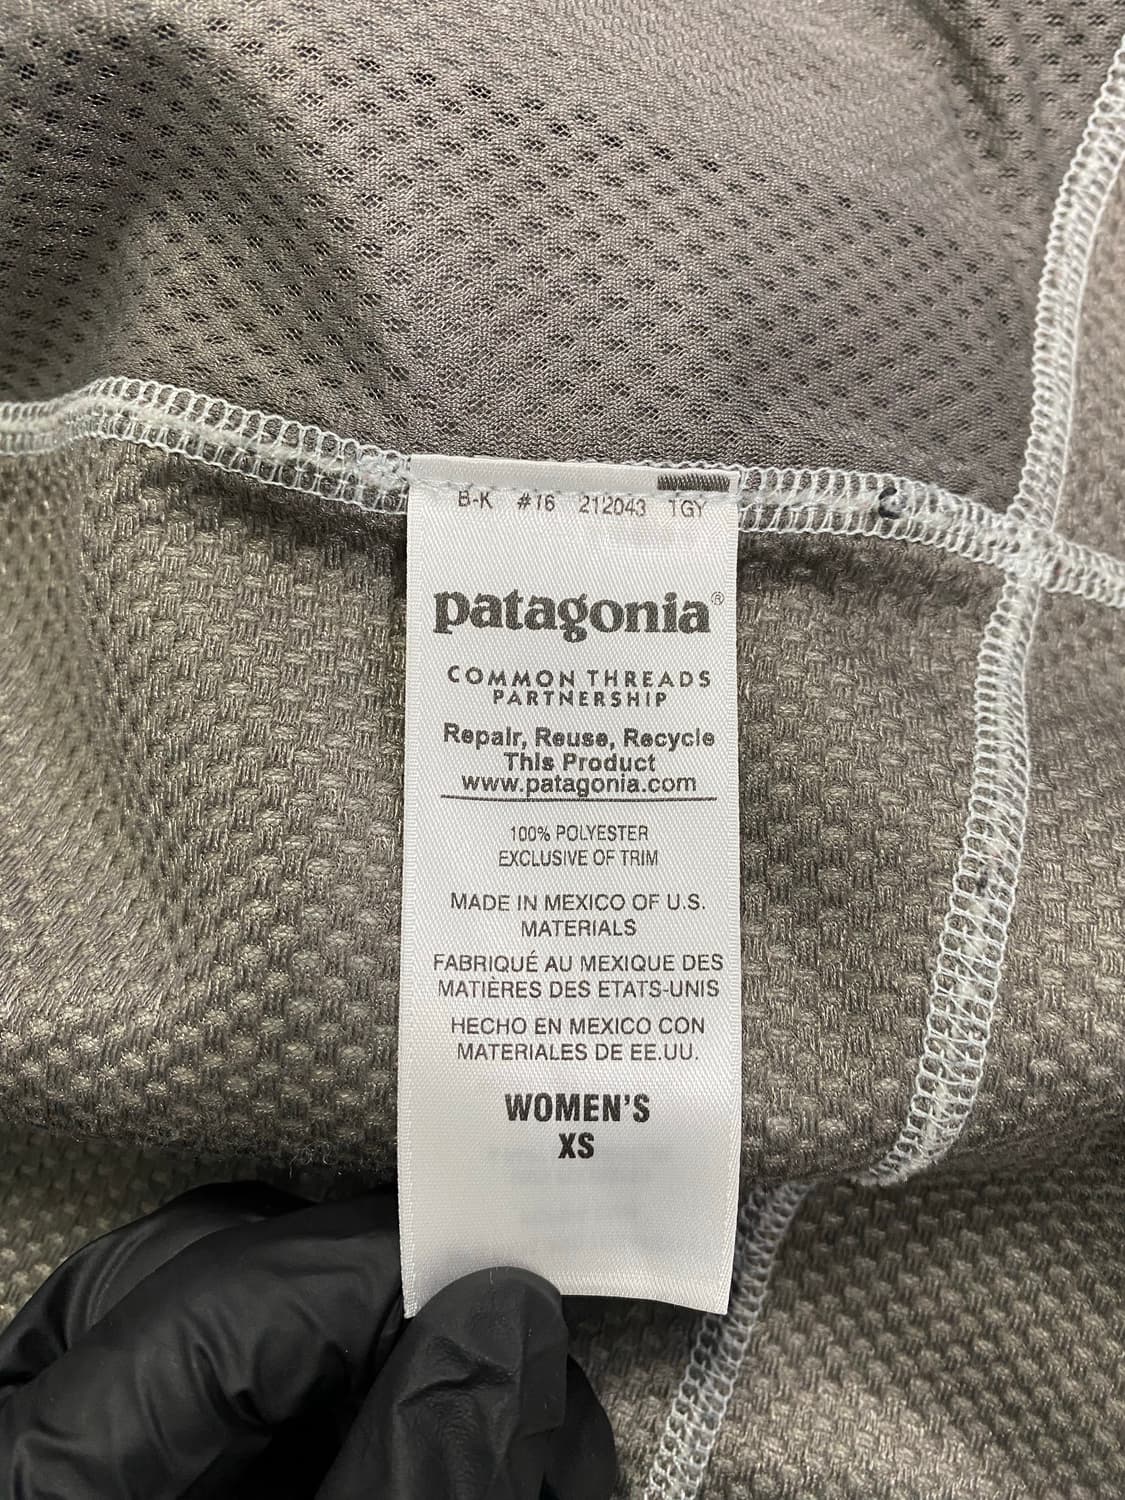 B-K #16 212043 TGY
patagonia®
COMMON THREADS
PARTNERSHIP
Repair, Reuse, Recycle
This Product
www.patagonia.com
100% POLYESTER
EXCLUSIVE OF TRIM
MADE IN MEXICO OF U.S.
MATERIALS
FABRIQUÉ AU MEXIQUE DES
MATIÈRES DES ETATS-UNIS
HECHO EN MEXICO CON
MATERIALES DE EE.UU.
WOMEN'S
XS